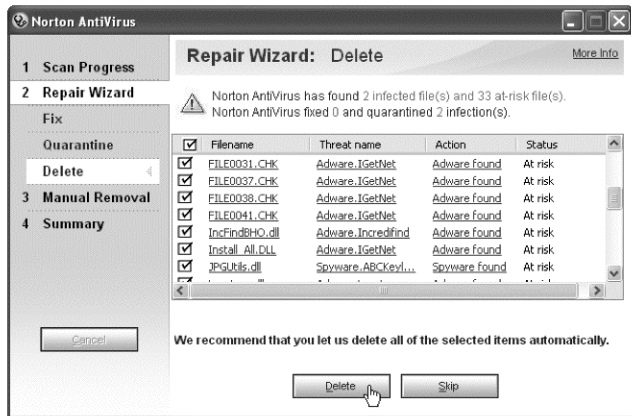 Norton AntiVirus
1 Scan Progress
2 Repair Wizard
Fix
Quarantine
Delete
3 Manual Removal
4 Summary
Cancel
Repair Wizard: Delete
More Info
Norton AntiVirus has found 2 infected file(s) and 33 at-risk file(s).
Norton AntiVirus fixed 0 and quarantined 2 infection(s).
Filename Threat name Action Status
FILE0031.CHK Adware.IGetNet Adware found At risk
FILE0037.CHK Adware.IGetNet Adware found At risk
FILE0038.CHK Adware.IGetNet Adware found At risk
FILE0041.CHK Adware.IGetNet Adware found At risk
IncFindBHO.dll Adware.Incredifind Adware found At risk
Install_All.DLL Adware.IGetNet Adware found At risk
JPGUtils.dll Spyware.ABCKeyl... Spyware found At risk
We recommend that you let us delete all of the selected items automatically.
Delete Skip